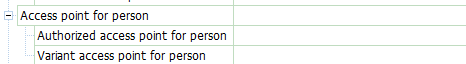 Access point for person
Authorized access point for person
Variant access point for person